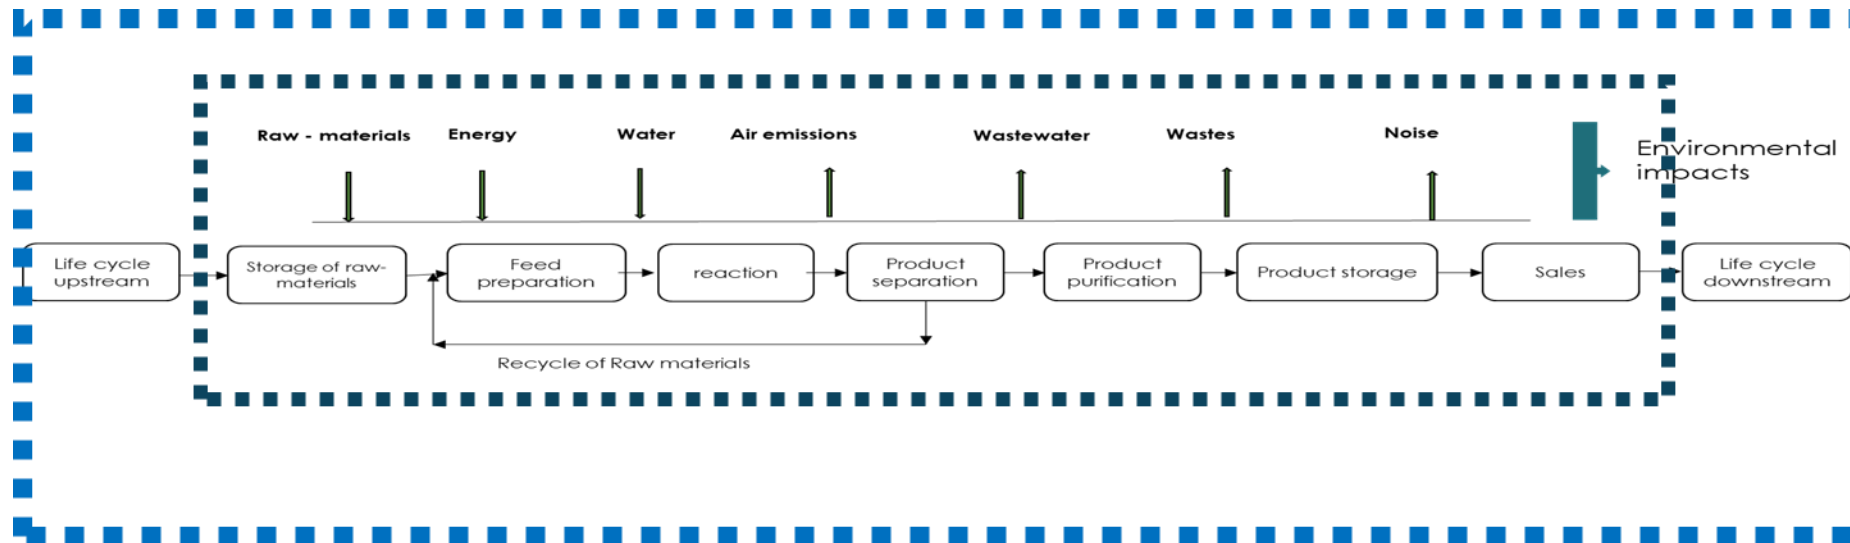 Raw - materials
Energy
Water
Air emissions
Wastewater
Wastes
Noise
Environmental
impacts
Life cycle
upstream
Storage of raw-
materials
Feed
preparation
reaction
Product
separation
Product
purification
Product storage
Sales
Life cycle
downstream
Recycle of Raw materials